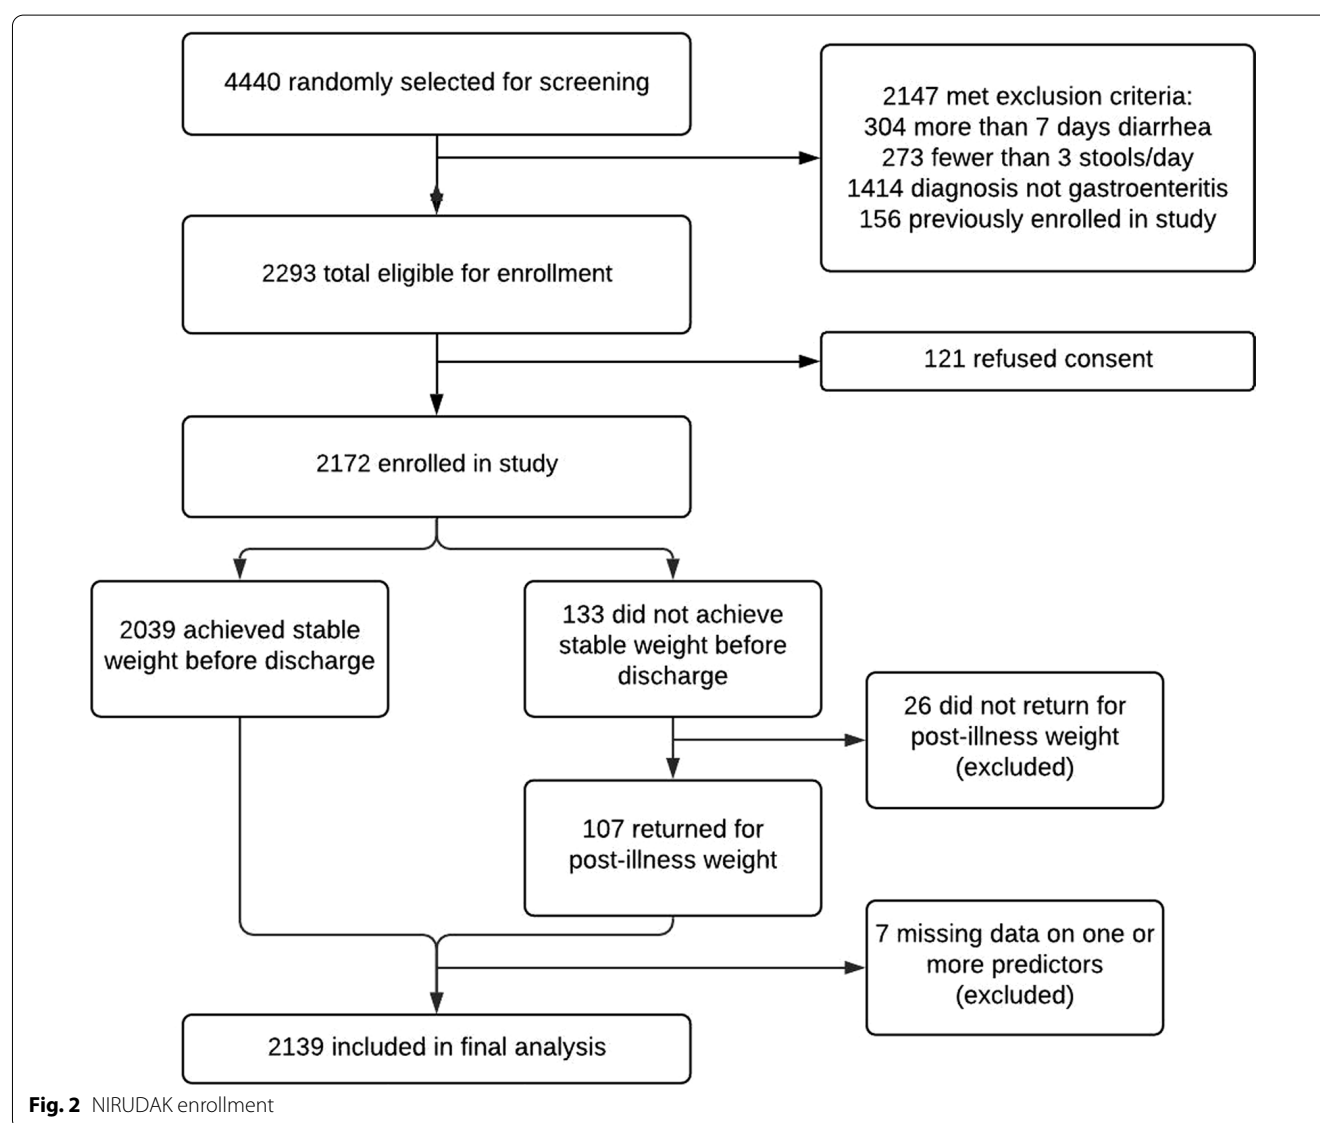 4440 randomly selected for screening
2147 met exclusion criteria:
304 more than 7 days diarrhea
273 fewer than 3 stools/day
1414 diagnosis not gastroenteritis
156 previously enrolled in study
2293 total eligible for enrollment
121 refused consent
2172 enrolled in study
2039 achieved stable
weight before discharge
133 did not achieve
stable weight before
discharge
26 did not return for
post-illness weight
(excluded)
107 returned for
post-illness weight
7 missing data on one or
more predictors
(excluded)
2139 included in final analysis
Fig. 2 NIRUDAK enrollment